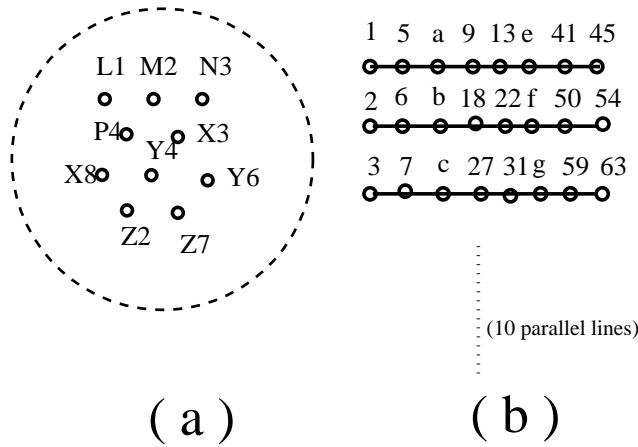 L1 M2 N3
P4 X3
Y4
X8 Y6
Z2 Z7
( a )
1 5 a 9 13 e 41 45
2 6 b 18 22 f 50 54
3 7 c 27 31 g 59 63
(10 parallel lines)
( b )